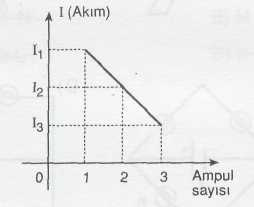 I (Akım)
I₁
I₂
I₃
0 1 2 3 Ampul
sayısı